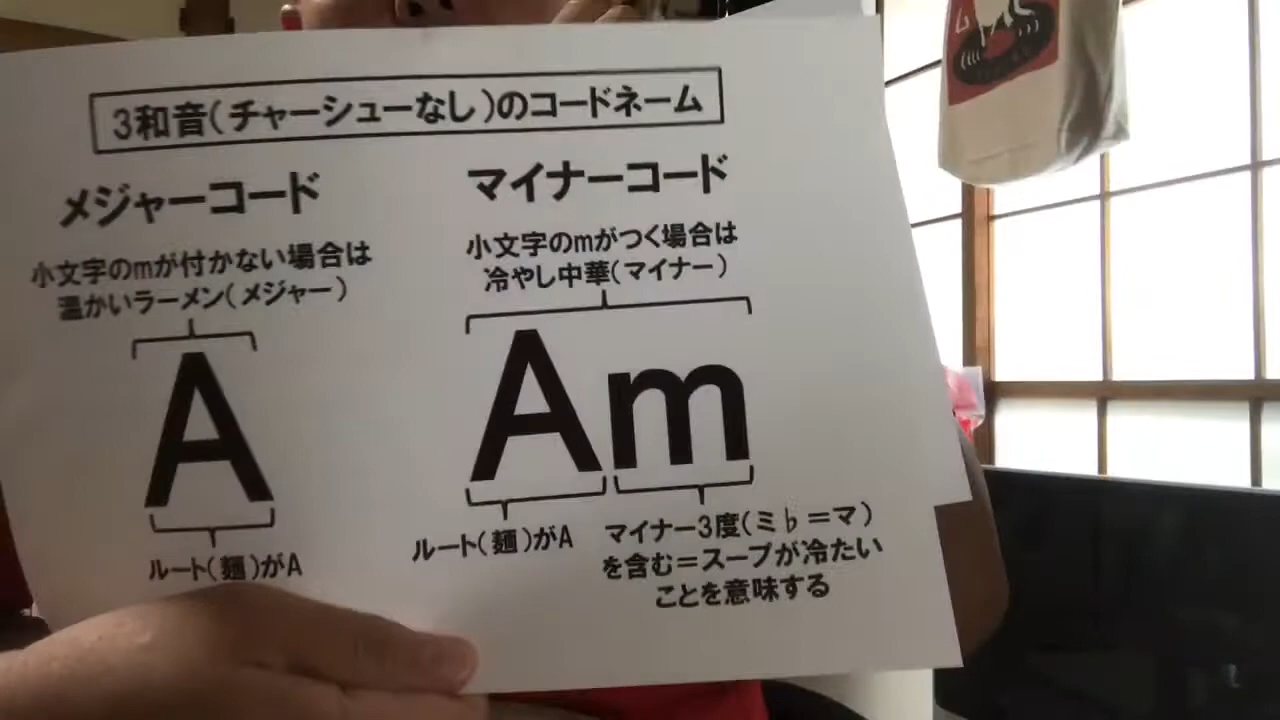 3和音(チャーシューなし)のコードネーム
メジャーコード
小文字のmが付かない場合は
温かいラーメン(メジャー)
A
ルート(麺)がA
マイナーコード
小文字のmがつく場合は
冷やし中華(マイナー)
Am
ルート(麺)がA
マイナー3度(ミ♭=マ)
を含む=スープが冷たい
ことを意味する